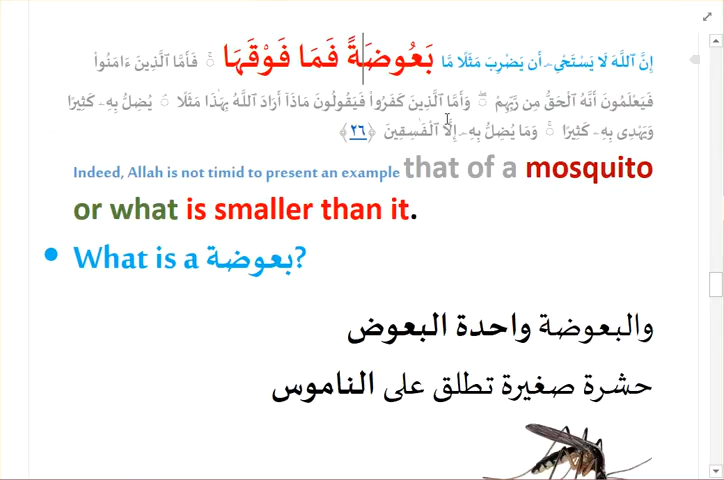 إِنَّ ٱللَّهَ لَا يَسْتَحْىِۦٓ أَن يَضْرِبَ مَثَلًا مَّا بَعُوضَةً فَمَا فَوْقَهَا ۚ فَأَمَّا ٱلَّذِينَ ءَامَنُوا۟
فَيَعْلَمُونَ أَنَّهُ ٱلْحَقُّ مِن رَّبِّهِمْ ۖ وَأَمَّا ٱلَّذِينَ كَفَرُوا۟ فَيَقُولُونَ مَاذَآ أَرَادَ ٱللَّهُ بِهَـٰذَا مَثَلًا ۘ يُضِلُّ بِهِۦ كَثِيرًا
وَيَهْدِى بِهِۦ كَثِيرًا ۚ وَمَا يُضِلُّ بِهِۦٓ إِلَّا ٱلْفَـٰسِقِينَ ﴿٢٦﴾
Indeed, Allah is not timid to present an example that of a mosquito
or what is smaller than it.
• What is a بعوضة?
والبعوضة واحدة البعوض
حشرة صغيرة تطلق على الناموس